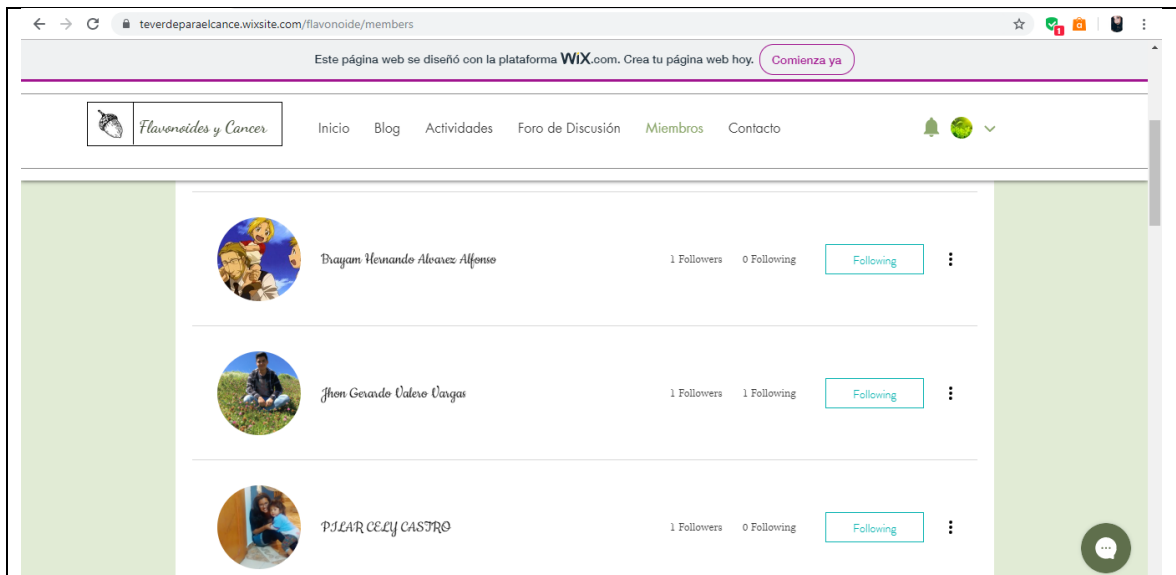 teverdeparaelcance.wixsite.com/flavonoide/members
1
a
Este página web se diseñó con la plataforma WiX.com. Crea tu página web hoy. Comienza ya
Flavonoides y Cancer Inicio Blog Actividades Foro de Discusión Miembros Contacto
Brayam Hernando Alvarez Alfonso 1 Followers 0 Following Following
Jhon Gerardo Valero Vargas 1 Followers 1 Following Following
PILAR CELY CASTRO 1 Followers 0 Following Following